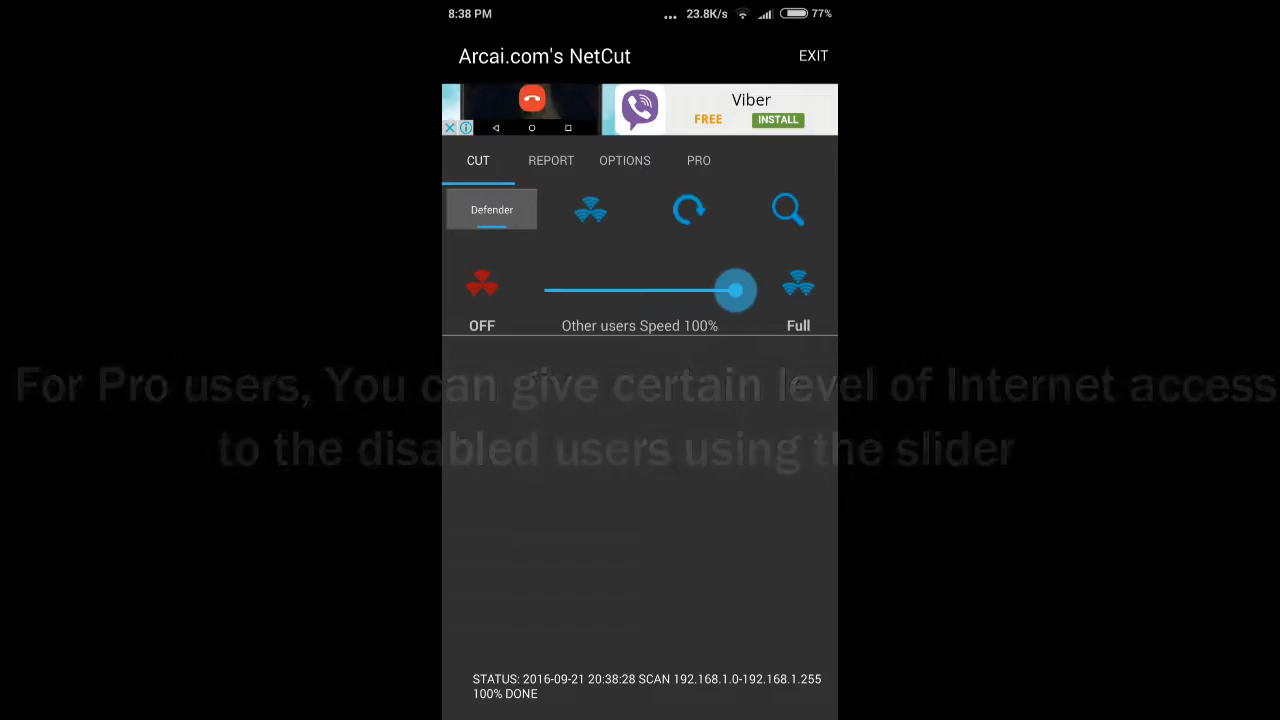 8:38 PM ... 23.8K/s 77%
Arcai.com's NetCut EXIT
Viber
FREE INSTALL
CUT REPORT OPTIONS PRO
Defender
OFF Other users Speed 100% Full
For Pro users, You can give certain level of Internet access
to the disabled users using the slider
STATUS: 2016-09-21 20:38:28 SCAN 192.168.1.0-192.168.1.255
100% DONE